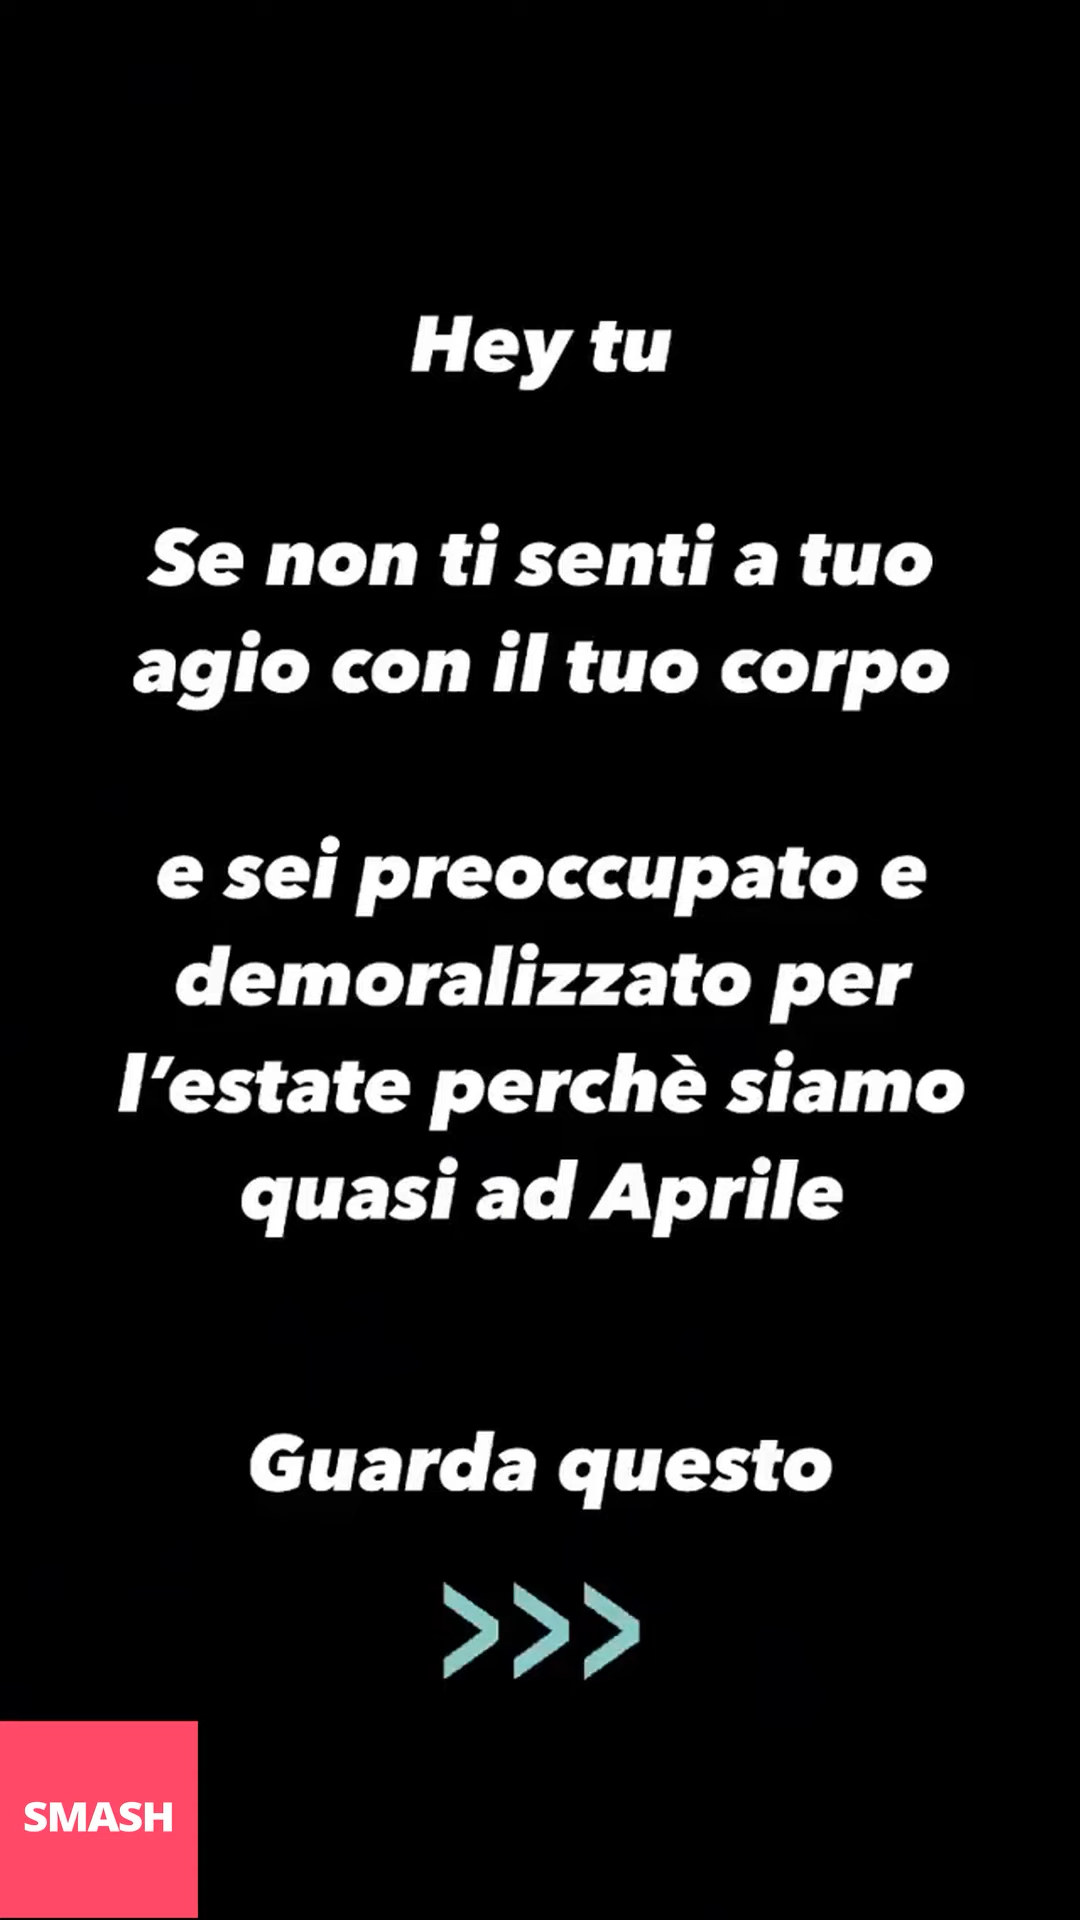 Hey tu
Se non ti senti a tuo
agio con il tuo corpo
e sei preoccupato e
demoralizzato per
l’estate perchè siamo
quasi ad Aprile
Guarda questo
>>>
SMASH